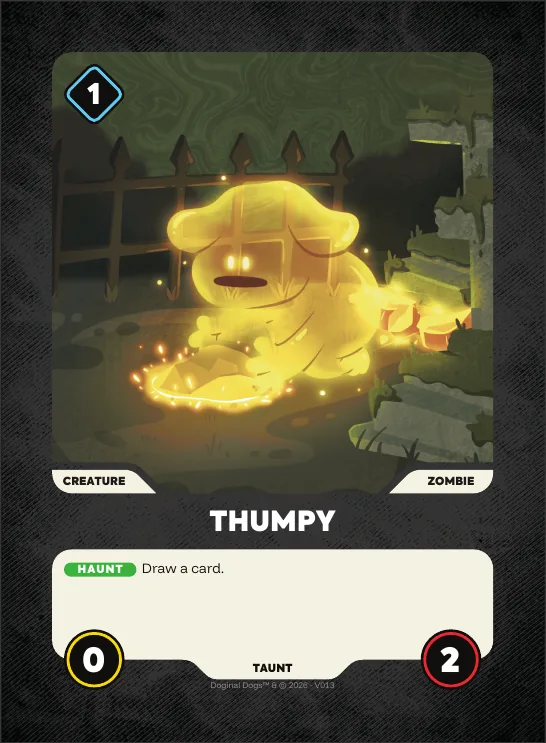 1
CREATURE
ZOMBIE
THUMPY
HAUNT Draw a card.
0
2
TAUNT
Doginal Dogs™ & © 2026 · V013